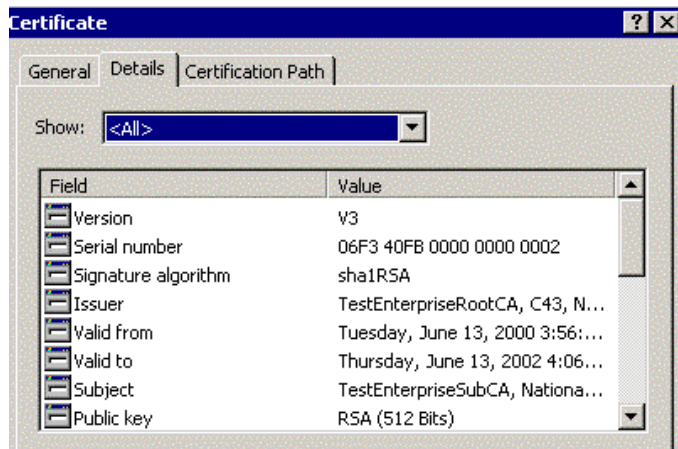 Certificate
General Details Certification Path
Show: <All>
Field Value
Version V3
Serial number 06F3 40FB 0000 0000 0002
Signature algorithm sha1RSA
Issuer TestEnterpriseRootCA, C43, N...
Valid from Tuesday, June 13, 2000 3:56:...
Valid to Thursday, June 13, 2002 4:06...
Subject TestEnterpriseSubCA, Nationa...
Public key RSA (512 Bits)